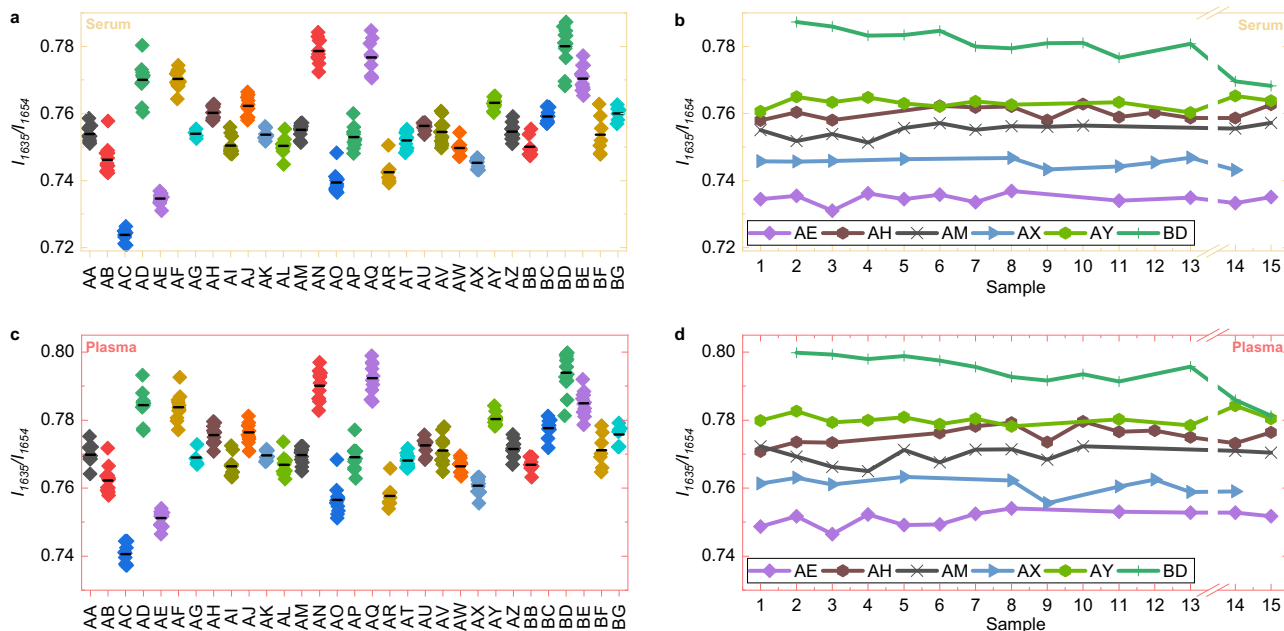 a
Serum
0.78
0.76
0.74
0.72
I1635/I1654
AA AB AC AD AE AF AG AH AI AJ AK AL AM AN AO AP AQ AR AT AU AV AW AX AY AZ BB BC BD BE BF BG
b
Serum
0.78
0.76
0.74
0.72
I1635/I1654
AE AH AM AX AY BD
1 2 3 4 5 6 7 8 9 10 11 12 13 14 15
Sample
c
Plasma
0.80
0.78
0.76
0.74
I1635/I1654
AA AB AC AD AE AF AG AH AI AJ AK AL AM AN AO AP AQ AR AT AU AV AW AX AY AZ BB BC BD BE BF BG
d
Plasma
0.80
0.78
0.76
0.74
I1635/I1654
AE AH AM AX AY BD
1 2 3 4 5 6 7 8 9 10 11 12 13 14 15
Sample